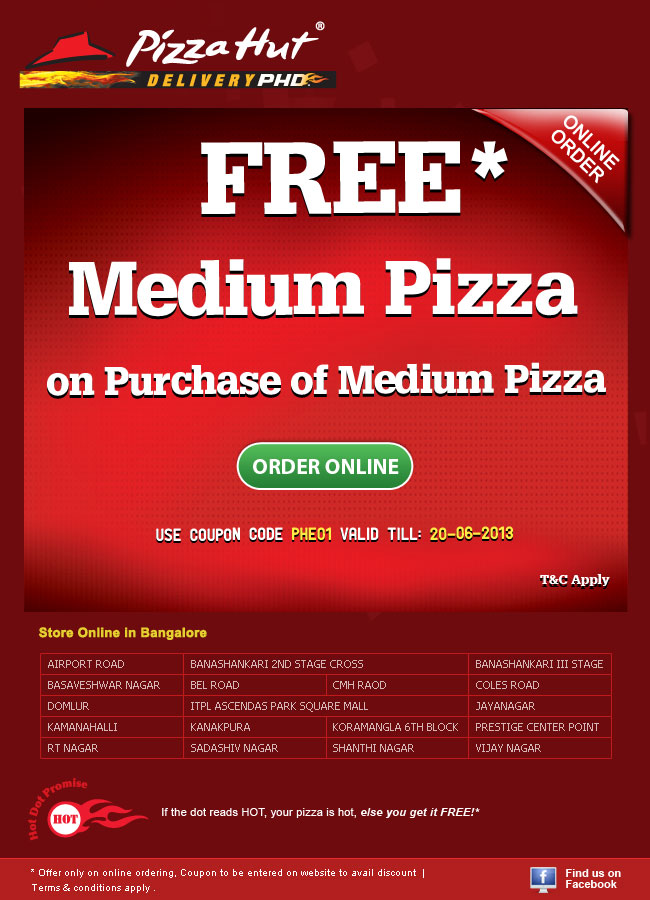 Pizza Hut®
DELIVERY PHD
ONLINE
ORDER
FREE*
Medium Pizza
on Purchase of Medium Pizza
ORDER ONLINE
USE COUPON CODE PHE01 VALID TILL: 20-06-2013
T&C Apply
Store Online in Bangalore
AIRPORT ROAD BANASHANKARI 2ND STAGE CROSS BANASHANKARI III STAGE
BASAVESHWAR NAGAR BEL ROAD CMH RAOD COLES ROAD
DOMLUR ITPL ASCENDAS PARK SQUARE MALL JAYANAGAR
KAMANAHALLI KANAKPURA KORAMANGLA 6TH BLOCK PRESTIGE CENTER POINT
RT NAGAR SADASHIV NAGAR SHANTHI NAGAR VIJAY NAGAR
Hot Dot Promise
HOT
If the dot reads HOT, your pizza is hot, else you get it FREE!*
* Offer only on online ordering, Coupon to be entered on website to avail discount |
Terms & conditions apply .
Find us on
Facebook